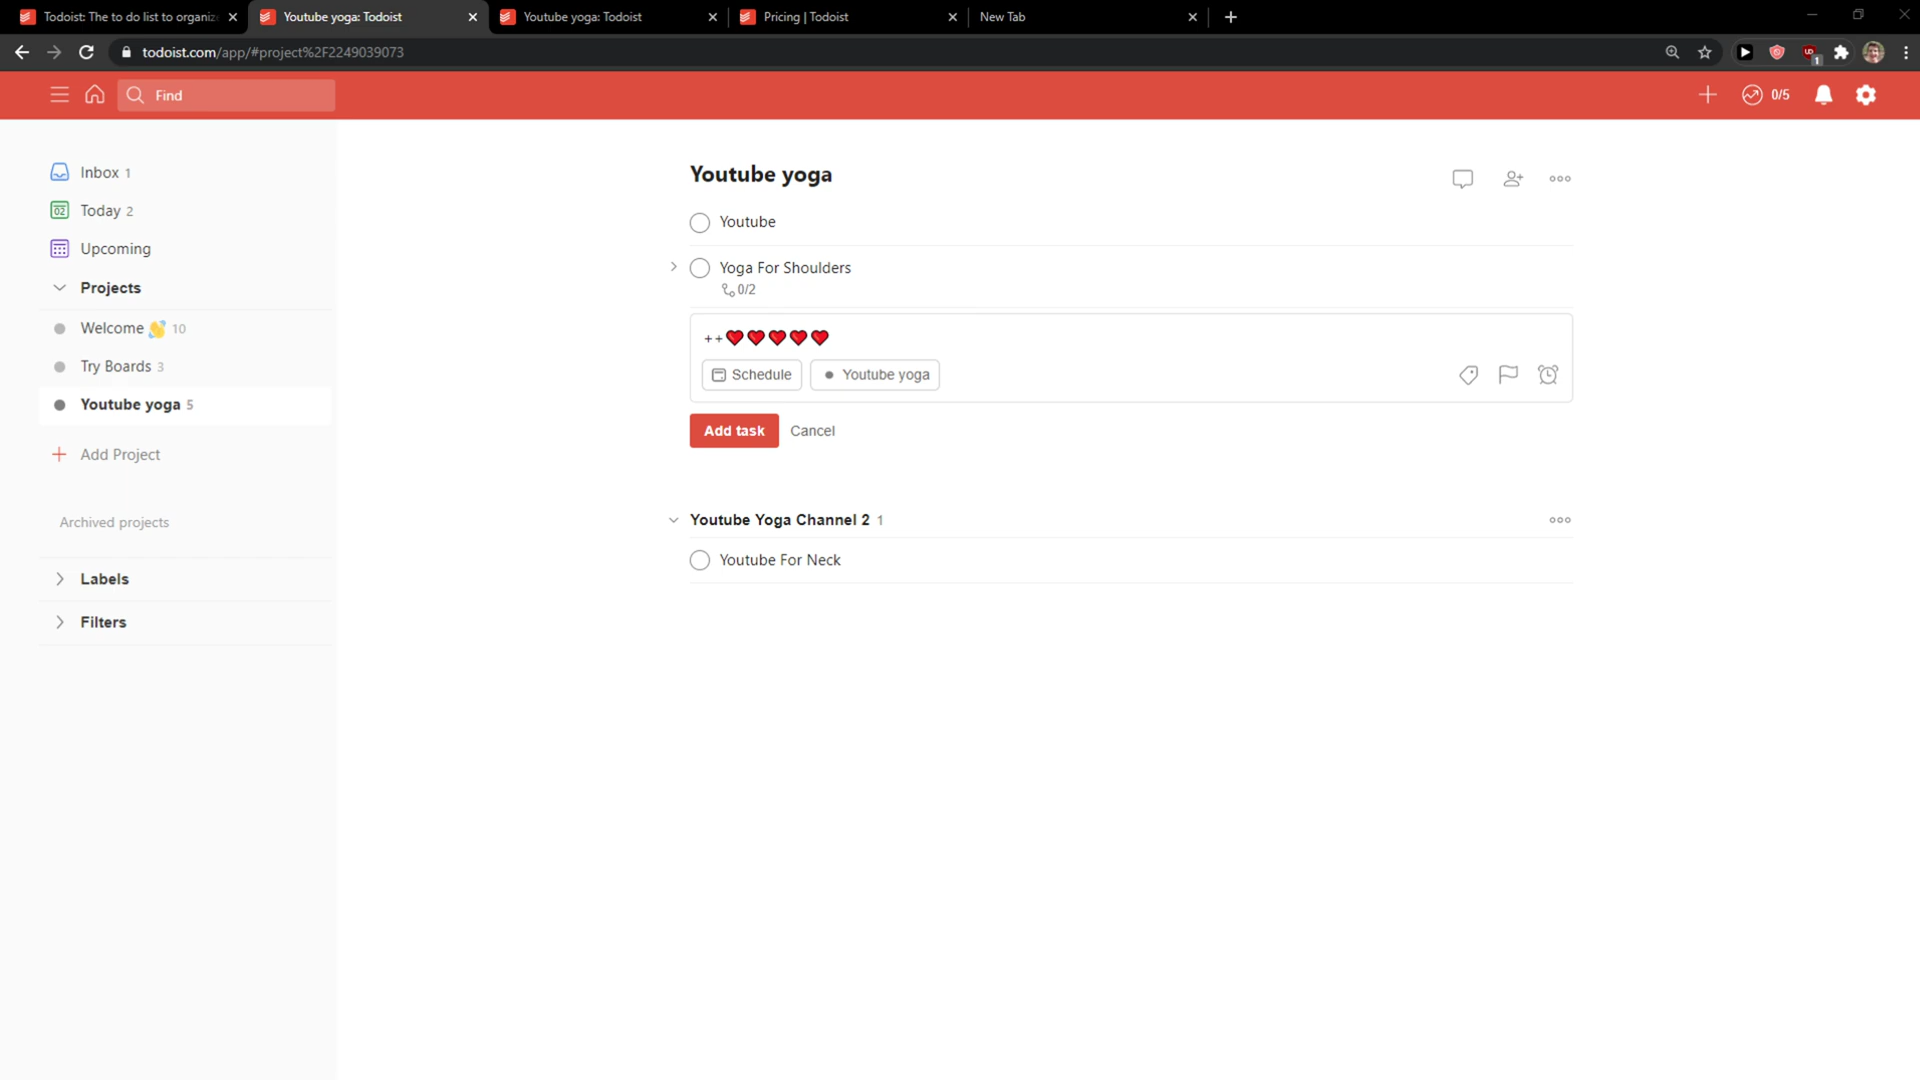 Todoist: The to do list to organiz
Youtube yoga: Todoist
Youtube yoga: Todoist
Pricing | Todoist
New Tab
todoist.com/app/#project%2F2249039073
1
Find
0/5
Inbox 1
02 Today 2
Upcoming
Projects
Welcome 👋 10
Try Boards 3
Youtube yoga 5
Add Project
Archived projects
Labels
Filters
Youtube yoga
Youtube
Yoga For Shoulders
0/2
++❤❤❤❤❤
Schedule
Youtube yoga
Add task
Cancel
Youtube Yoga Channel 2 1
Youtube For Neck